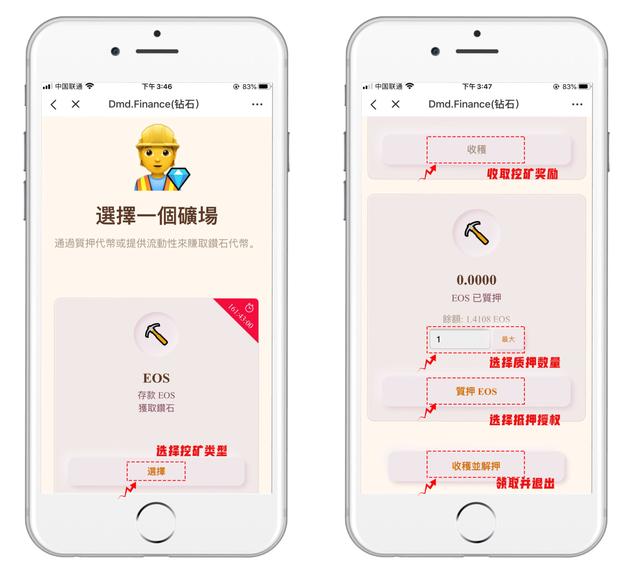 中国联通
下午3:46
83%
Dmd.Finance(钻石)
選擇一個礦場
通過質押代幣或提供流動性來賺取鑽石代幣。
161:43:00
EOS
存款 EOS
獲取鑽石
选择挖矿类型
選擇
中国联通
下午3:47
83%
Dmd.Finance(钻石)
收穫
收取挖矿奖励
0.0000
EOS 已質押
餘額: 1.4108 EOS
1
最大
选择质押数量
質押 EOS
选择抵押授权
收穫並解押
领取并退出